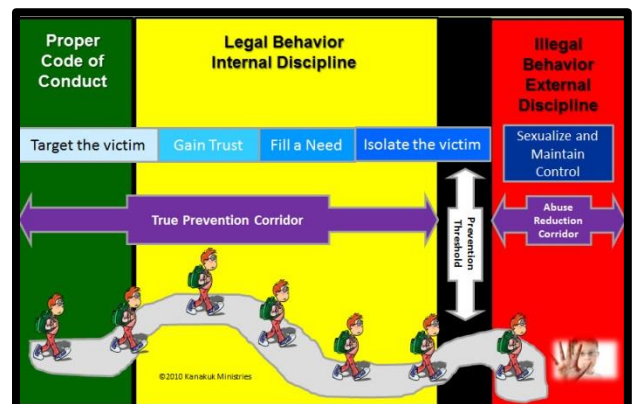 Proper
Code of
Conduct
Legal Behavior
Internal Discipline
Illegal
Behavior
External
Discipline
Target the victim
Gain Trust
Fill a Need
Isolate the victim
Sexualize and
Maintain
Control
True Prevention Corridor
Prevention
Threshold
Abuse
Reduction
Corridor
©2010 Kanakuk Ministries